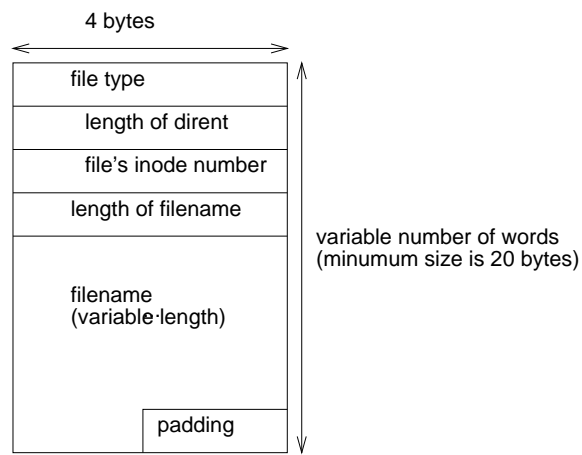 4 bytes
file type
length of dirent
file's inode number
length of filename
variable number of words
(minumum size is 20 bytes)
filename
(variable·length)
padding